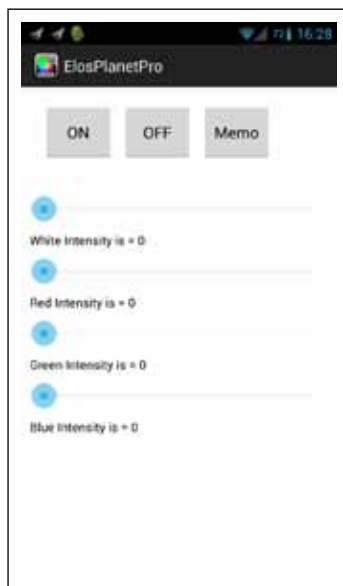 16:28
ElosPlanetPro
ON OFF Memo
White Intensity is = 0
Red Intensity is = 0
Green Intensity is = 0
Blue Intensity is = 0